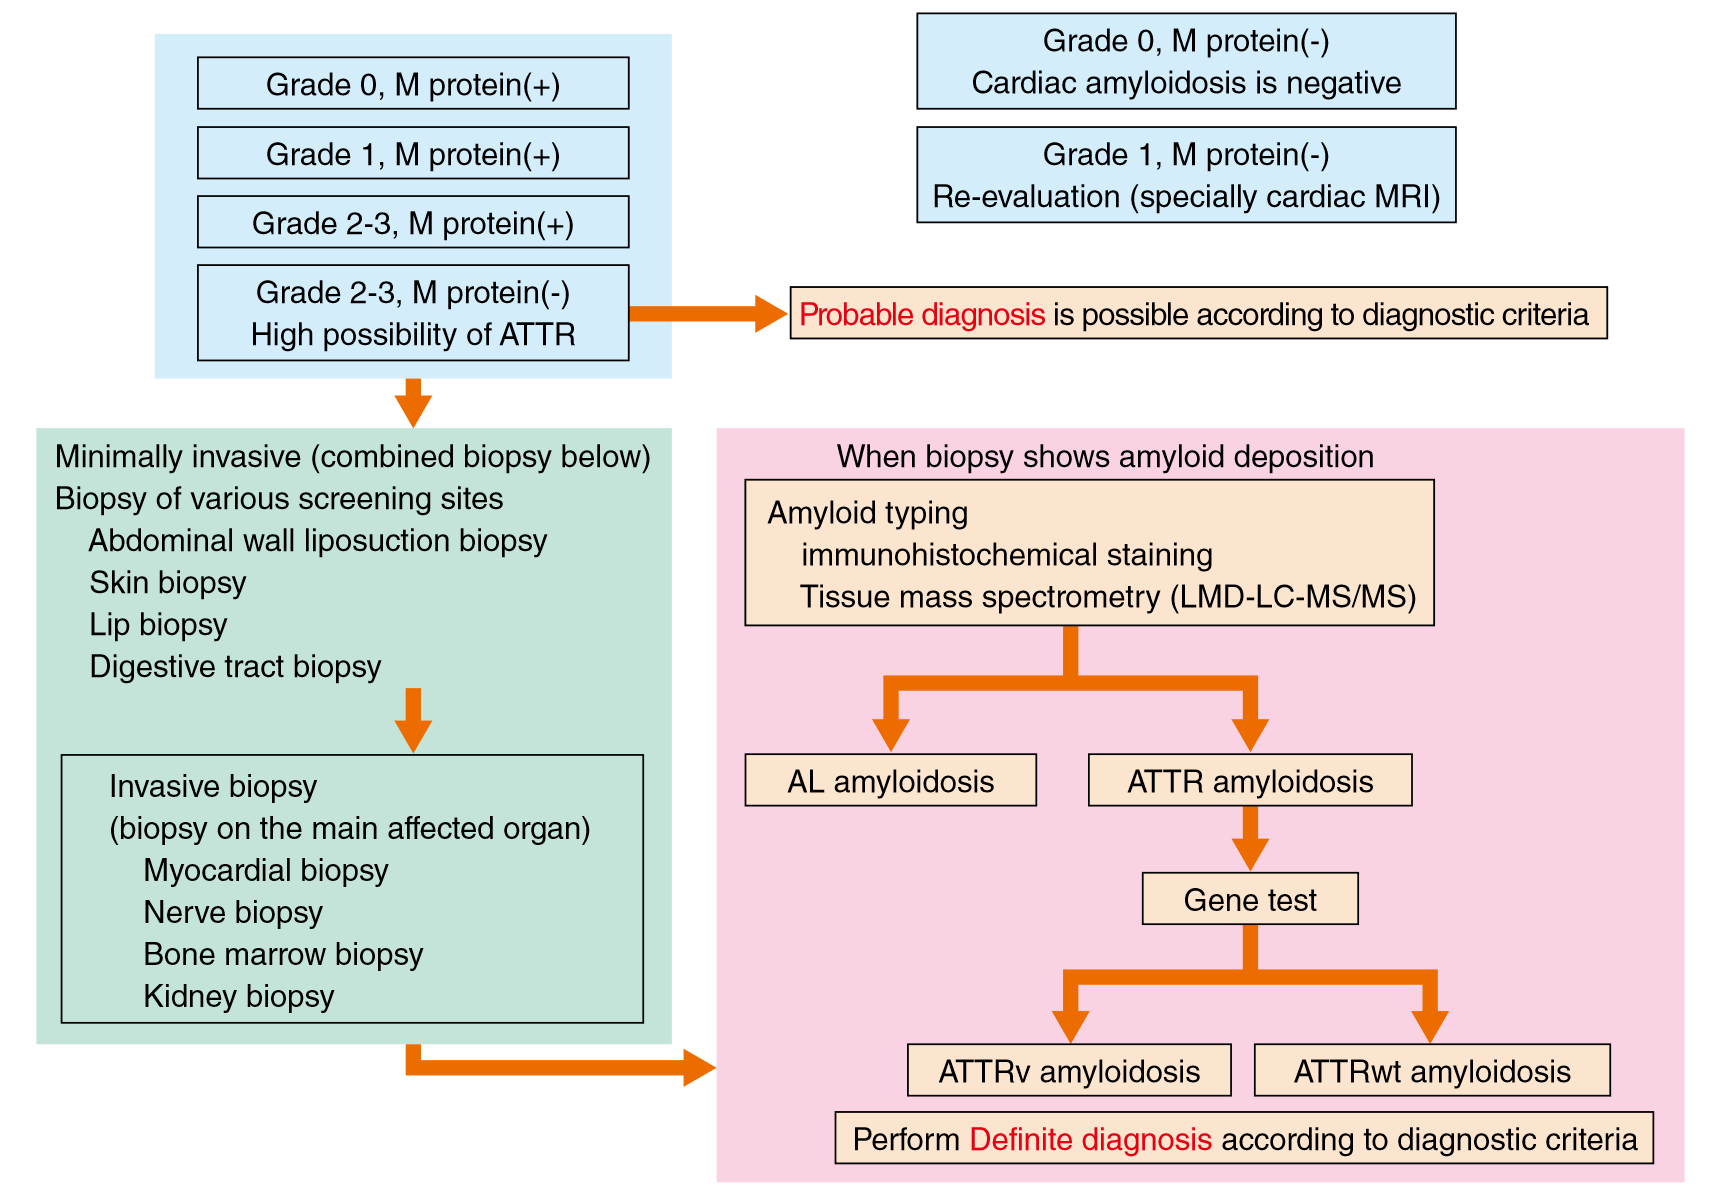 Grade 0, M protein(+)
Grade 1, M protein(+)
Grade 2-3, M protein(+)
Grade 2-3, M protein(-)
High possibility of ATTR
Grade 0, M protein(-)
Cardiac amyloidosis is negative
Grade 1, M protein(-)
Re-evaluation (specially cardiac MRI)
Probable diagnosis is possible according to diagnostic criteria
Minimally invasive (combined biopsy below)
Biopsy of various screening sites
Abdominal wall liposuction biopsy
Skin biopsy
Lip biopsy
Digestive tract biopsy
Invasive biopsy
(biopsy on the main affected organ)
Myocardial biopsy
Nerve biopsy
Bone marrow biopsy
Kidney biopsy
When biopsy shows amyloid deposition
Amyloid typing
immunohistochemical staining
Tissue mass spectrometry (LMD-LC-MS/MS)
AL amyloidosis
ATTR amyloidosis
Gene test
ATTRv amyloidosis
ATTRwt amyloidosis
Perform Definite diagnosis according to diagnostic criteria